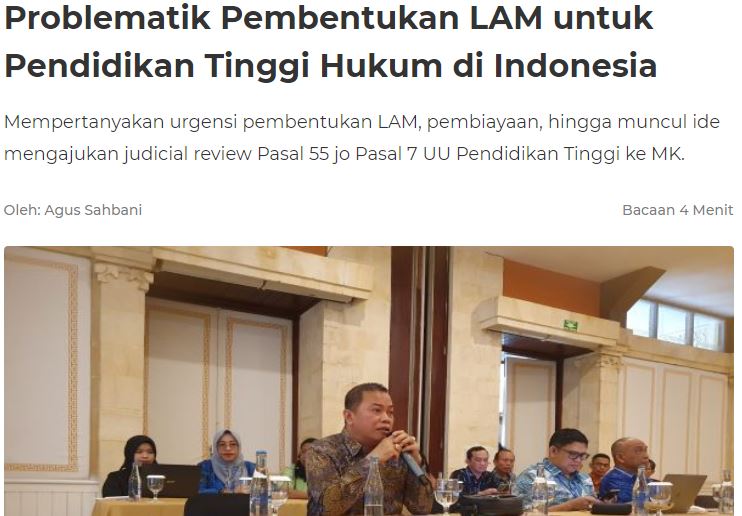 Problematik Pembentukan LAM untuk
Pendidikan Tinggi Hukum di Indonesia
Mempertanyakan urgensi pembentukan LAM, pembiayaan, hingga muncul ide
mengajukan judicial review Pasal 55 jo Pasal 7 UU Pendidikan Tinggi ke MK.
Oleh: Agus Sahbani
Bacaan 4 Menit